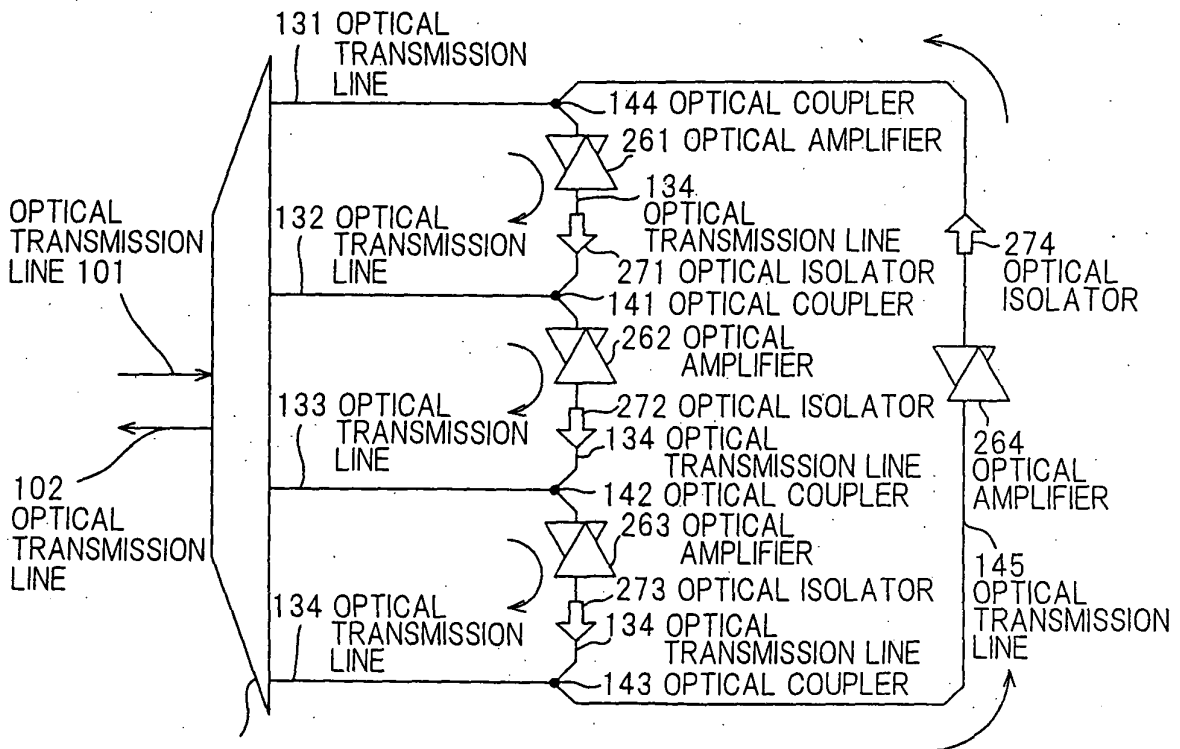 131 OPTICAL
TRANSMISSION
LINE
144 OPTICAL COUPLER
261 OPTICAL AMPLIFIER
134
OPTICAL
TRANSMISSION LINE
OPTICAL
TRANSMISSION
LINE 101
132 OPTICAL
TRANSMISSION
LINE
271 OPTICAL ISOLATOR
274
OPTICAL
ISOLATOR
141 OPTICAL COUPLER
262 OPTICAL
AMPLIFIER
133 OPTICAL
TRANSMISSION
LINE
272 OPTICAL ISOLATOR
134 OPTICAL
TRANSMISSION LINE
264
OPTICAL
AMPLIFIER
102
OPTICAL
TRANSMISSION
LINE
142 OPTICAL COUPLER
263 OPTICAL
AMPLIFIER
145
OPTICAL
TRANSMISSION
LINE
134 OPTICAL
TRANSMISSION
LINE
273 OPTICAL ISOLATOR
134 OPTICAL
TRANSMISSION LINE
143 OPTICAL COUPLER